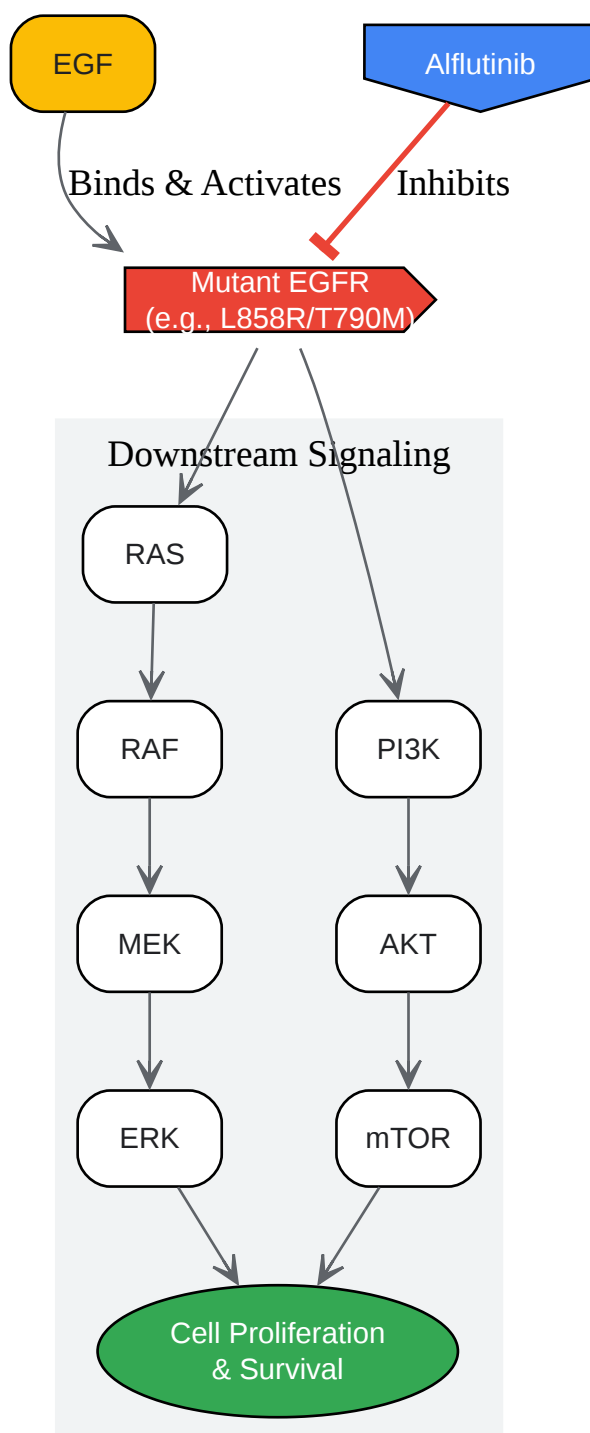 EGF
Alflutinib
Binds & Activates
Inhibits
Mutant EGFR
(e.g., L858R/T790M)
Downstream Signaling
RAS
RAF
PI3K
MEK
AKT
ERK
mTOR
Cell Proliferation
& Survival